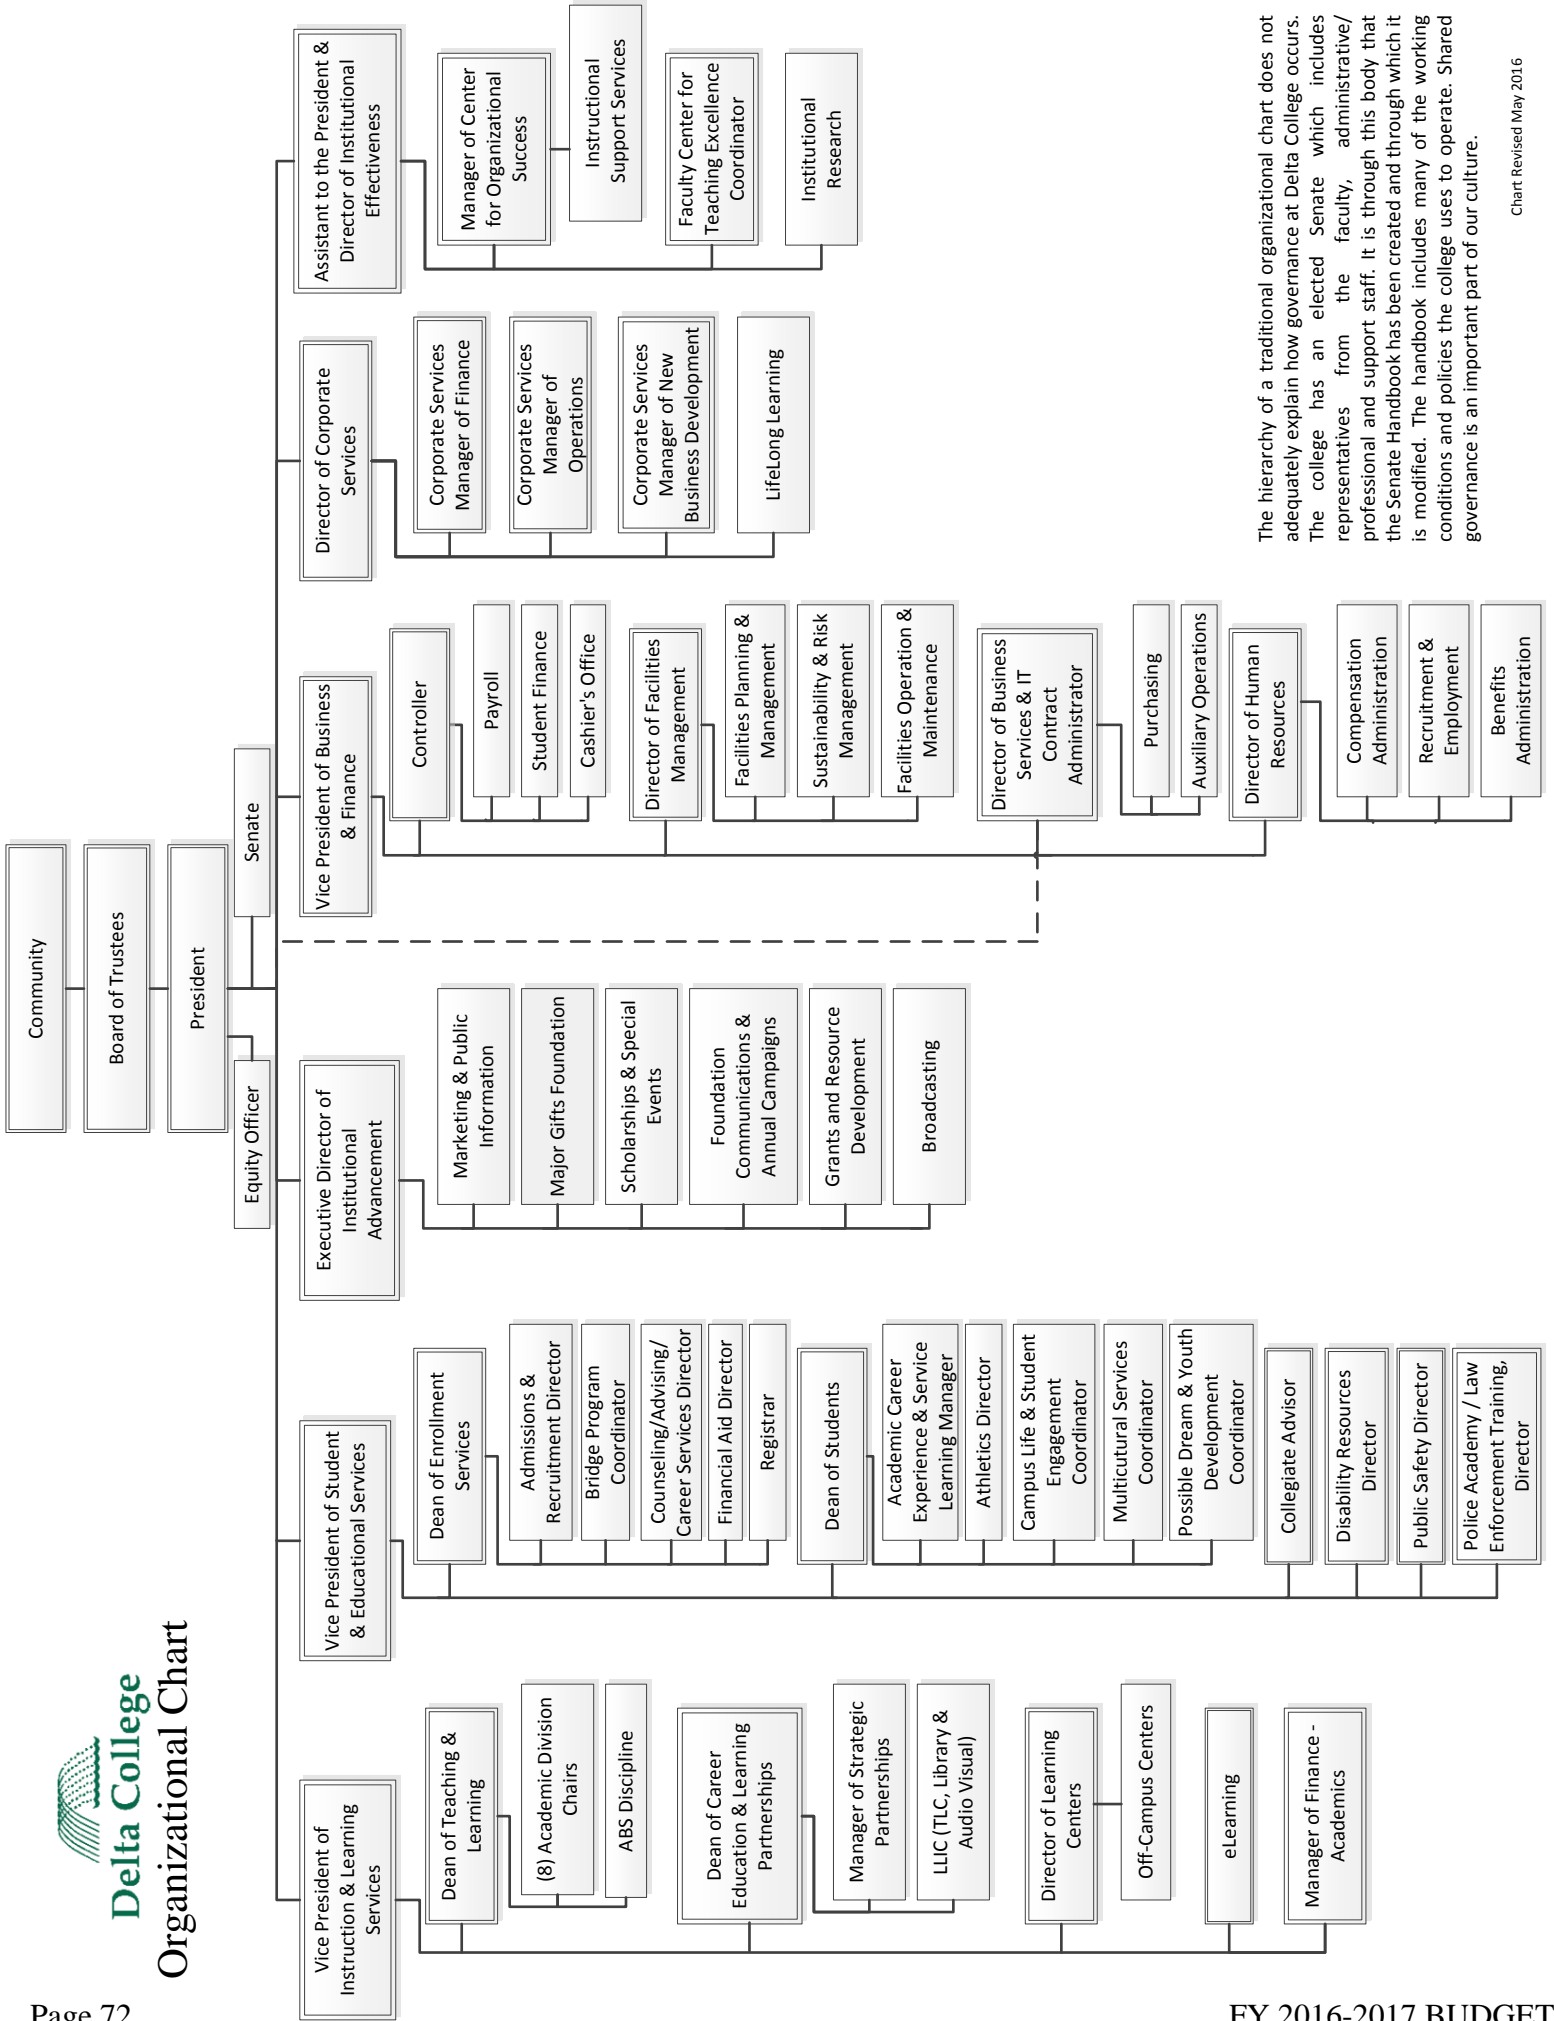 Delta College
Organizational Chart
Community
Board of Trustees
President
Equity Officer
Senate
Vice President of
Instruction & Learning
Services
Dean of Teaching &
Learning
(8) Academic Division
Chairs
ABS Discipline
Dean of Career
Education & Learning
Partnerships
Manager of Strategic
Partnerships
LLIC (TLC, Library &
Audio Visual)
Director of Learning
Centers
Off-Campus Centers
eLearning
Manager of Finance -
Academics
Vice President of Student
& Educational Services
Dean of Enrollment
Services
Admissions &
Recruitment Director
Bridge Program
Coordinator
Counseling/Advising/
Career Services Director
Financial Aid Director
Registrar
Dean of Students
Academic Career
Experience & Service
Learning Manager
Athletics Director
Campus Life & Student
Engagement
Coordinator
Multicutural Services
Coordinator
Possible Dream & Youth
Development
Coordinator
Collegiate Advisor
Disability Resources
Director
Public Safety Director
Police Academy / Law
Enforcement Training,
Director
Executive Director of
Institutional
Advancement
Marketing & Public
Information
Major Gifts Foundation
Scholarships & Special
Events
Foundation
Communications &
Annual Campaigns
Grants and Resource
Development
Broadcasting
Vice President of Business
& Finance
Controller
Payroll
Student Finance
Cashier's Office
Director of Facilities
Management
Facilities Planning &
Management
Sustainability & Risk
Management
Facilities Operation &
Maintenance
Director of Business
Services & IT
Contract
Administrator
Purchasing
Auxiliary Operations
Director of Human
Resources
Compensation
Administration
Recruitment &
Employment
Benefits
Administration
Director of Corporate
Services
Corporate Services
Manager of Finance
Corporate Services
Manager of
Operations
Corporate Services
Manager of New
Business Development
LifeLong Learning
Assistant to the President &
Director of Institutional
Effectiveness
Manager of Center
for Organizational
Success
Instructional
Support Services
Faculty Center for
Teaching Excellence
Coordinator
Institutional
Research
The hierarchy of a traditional organizational chart does not
adequately explain how governance at Delta College occurs.
The college has an elected Senate which includes
representatives from the faculty, administrative/
professional and support staff. It is through this body that
the Senate Handbook has been created and through which it
is modified. The handbook includes many of the working
conditions and policies the college uses to operate. Shared
governance is an important part of our culture.
Chart Revised May 2016
Page 72
FY 2016-2017 BUDGET